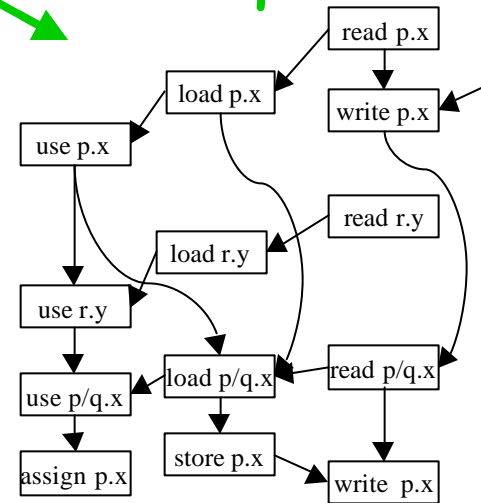 read p.x
load p.x
write p.x
use p.x
read r.y
load r.y
use r.y
load p/q.x
read p/q.x
use p/q.x
store p.x
assign p.x
write p.x